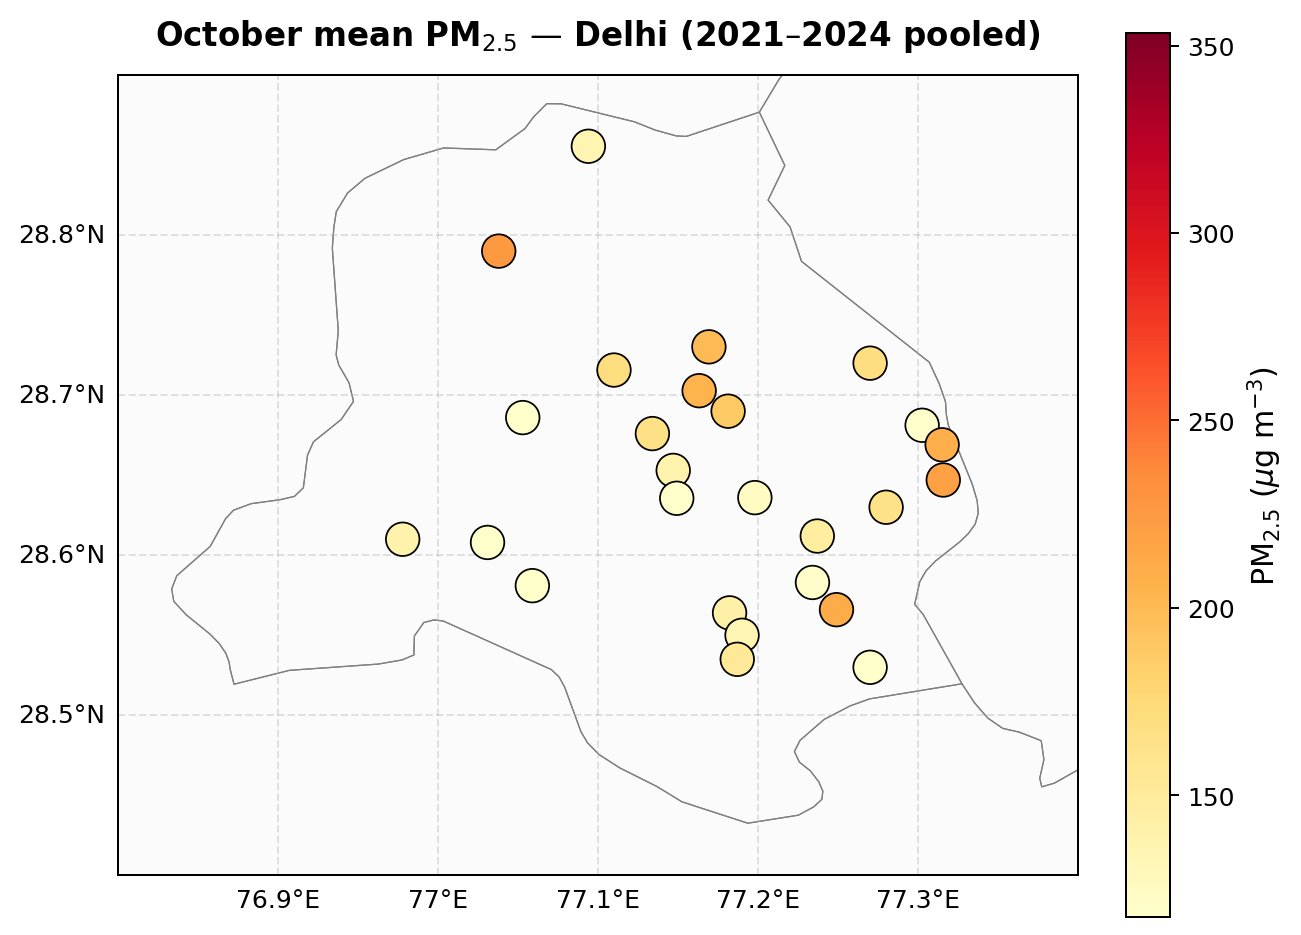 October mean PM₂.₅ — Delhi (2021–2024 pooled)
28.8°N
28.7°N
28.6°N
28.5°N
76.9°E
77°E
77.1°E
77.2°E
77.3°E
350
300
250
200
150
PM₂.₅ (μg m⁻³)